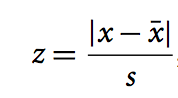 z = |x − x̄| / s